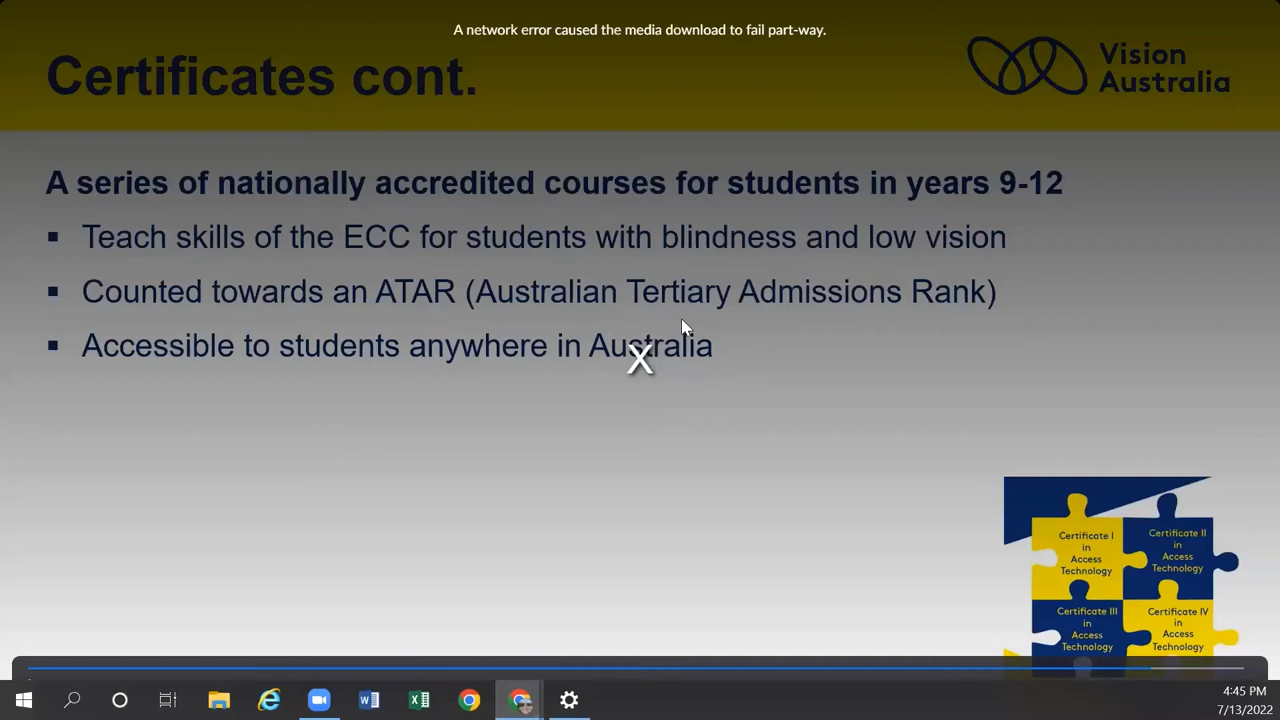 A network error caused the media download to fail part-way.
Certificates cont.
Vision
Australia
A series of nationally accredited courses for students in years 9-12
▪ Teach skills of the ECC for students with blindness and low vision
▪ Counted towards an ATAR (Australian Tertiary Admissions Rank)
▪ Accessible to students anywhere in Australia
X
Certificate I
in
Access
Technology
Certificate II
in
Access
Technology
Certificate III
in
Access
Technology
Certificate IV
in
Access
Technology
4:45 PM
7/13/2022